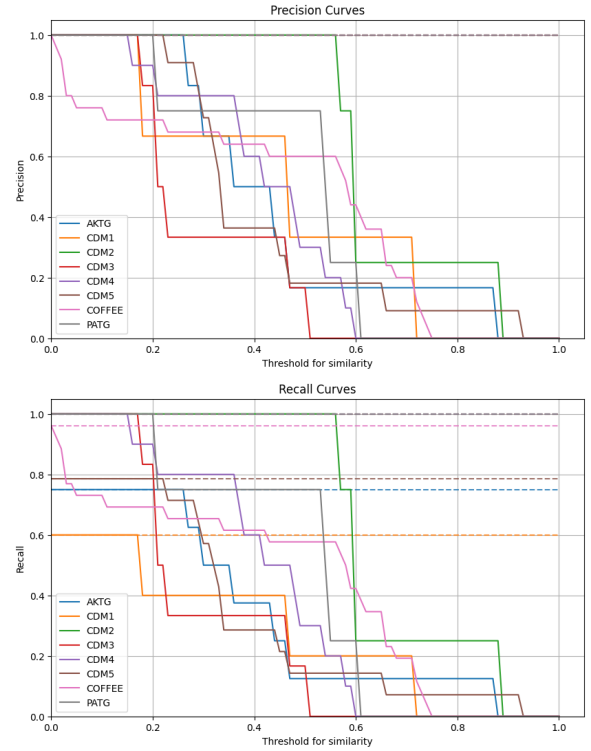 Precision Curves
1.0
0.8
0.6
0.4
0.2
0.0
Precision
AKTG
CDM1
CDM2
CDM3
CDM4
CDM5
COFFEE
PATG
0.0 0.2 0.4 0.6 0.8 1.0
Threshold for similarity
Recall Curves
1.0
0.8
0.6
0.4
0.2
0.0
Recall
AKTG
CDM1
CDM2
CDM3
CDM4
CDM5
COFFEE
PATG
0.0 0.2 0.4 0.6 0.8 1.0
Threshold for similarity